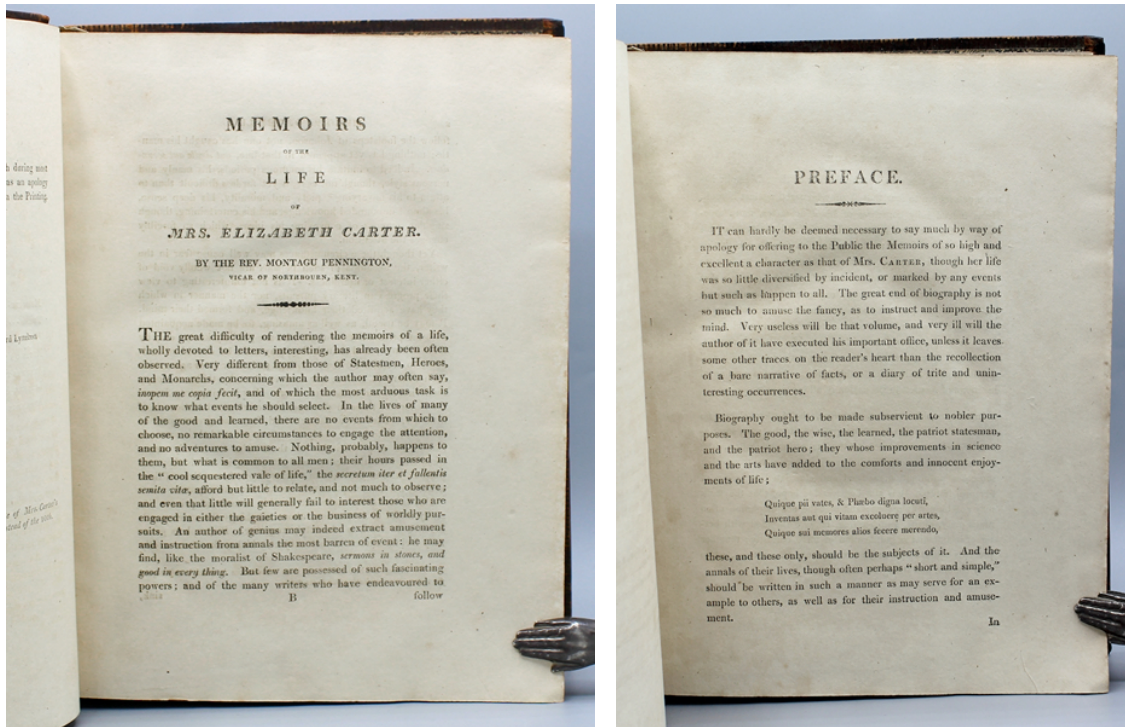 h during most
as an apology
n the Printing.
rd Lymbrn
e of Mrs. Carter's
MEMOIRS
OF THE
LIFE
OF
MRS. ELIZABETH CARTER.
BY THE REV. MONTAGU PENNINGTON,
VICAR OF NORTHBOURN, KENT.
THE great difficulty of rendering the memoirs of a life,
wholly devoted to letters, interesting, has already been often
observed. Very different from those of Statesmen, Heroes,
and Monarchs, concerning which the author may often say,
inopem me copia fecit, and of which the most arduous task is
to know what events he should select. In the lives of many
of the good and learned, there are no events from which to
choose, no remarkable circumstances to engage the attention,
and no adventures to amuse. Nothing, probably, happens to
them, but what is common to all men; their hours passed in
the “ cool sequestered vale of life,” the secretum iter et fallentis
semita vitæ, afford but little to relate, and not much to observe;
and even that little will generally fail to interest those who are
engaged in either the gaieties or the business of worldly pur-
suits. An author of genius may indeed extract amusement
and instruction from annals the most barren of event: he may
find, like the moralist of Shakespeare, sermons in stones, and
good in every thing. But few are possessed of such fascinating
powers; and of the many writers who have endeavoured to
B follow
PREFACE.
IT can hardly be deemed necessary to say much by way of
apology for offering to the Public the Memoirs of so high and
excellent a character as that of Mrs. CARTER, though her life
was so little diversified by incident, or marked by any events
but such as happen to all. The great end of biography is not
so much to amuse the fancy, as to instruct and improve the
mind. Very useless will be that volume, and very ill will the
author of it have executed his important office, unless it leaves
some other traces on the reader's heart than the recollection
of a bare narrative of facts, or a diary of trite and unin-
teresting occurrences.
Biography ought to be made subservient to nobler pur-
poses. The good, the wise, the learned, the patriot statesman,
and the patriot hero; they whose improvements in science
and the arts have added to the comforts and innocent enjoy-
ments of life;
Quique pii vates, & Phæbo digna locuti,
Inventas aut qui vitam excoluere per artes,
Quique sui memores alios fecere merendo,
these, and these only, should be the subjects of it. And the
annals of their lives, though often perhaps “ short and simple,”
should be written in such a manner as may serve for an ex-
ample to others, as well as for their instruction and amuse-
ment.
In